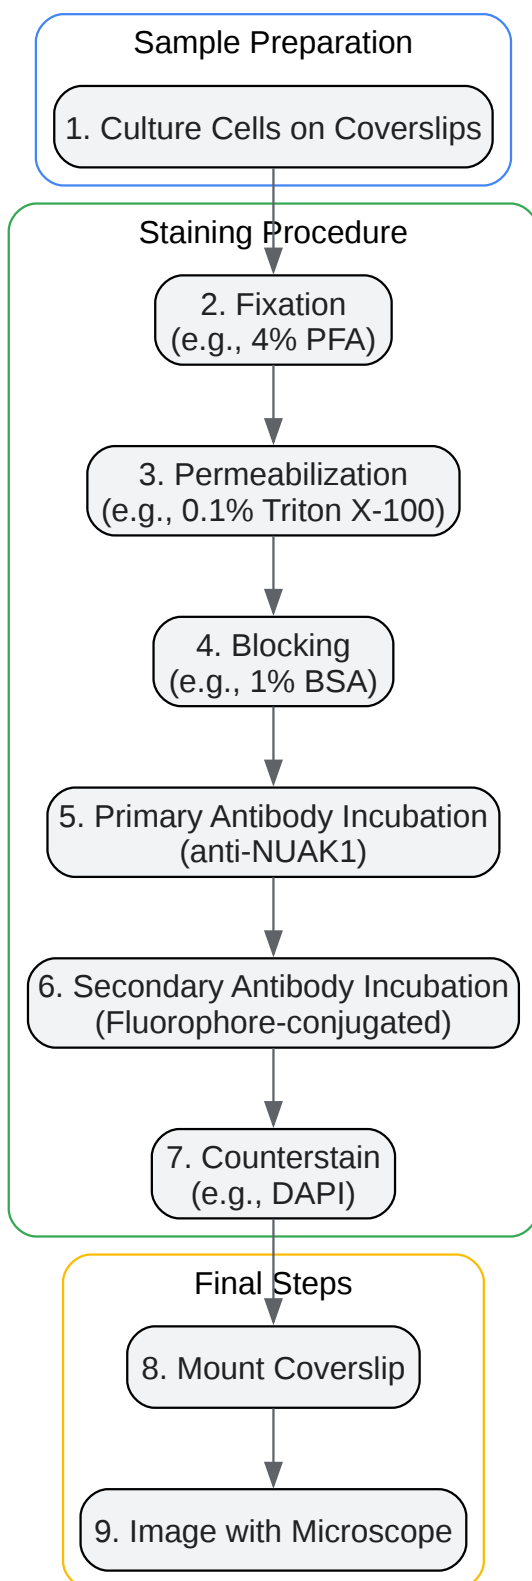 Sample Preparation
1. Culture Cells on Coverslips
Staining Procedure
2. Fixation
(e.g., 4% PFA)
3. Permeabilization
(e.g., 0.1% Triton X-100)
4. Blocking
(e.g., 1% BSA)
5. Primary Antibody Incubation
(anti-NUAK1)
6. Secondary Antibody Incubation
(Fluorophore-conjugated)
7. Counterstain
(e.g., DAPI)
Final Steps
8. Mount Coverslip
9. Image with Microscope